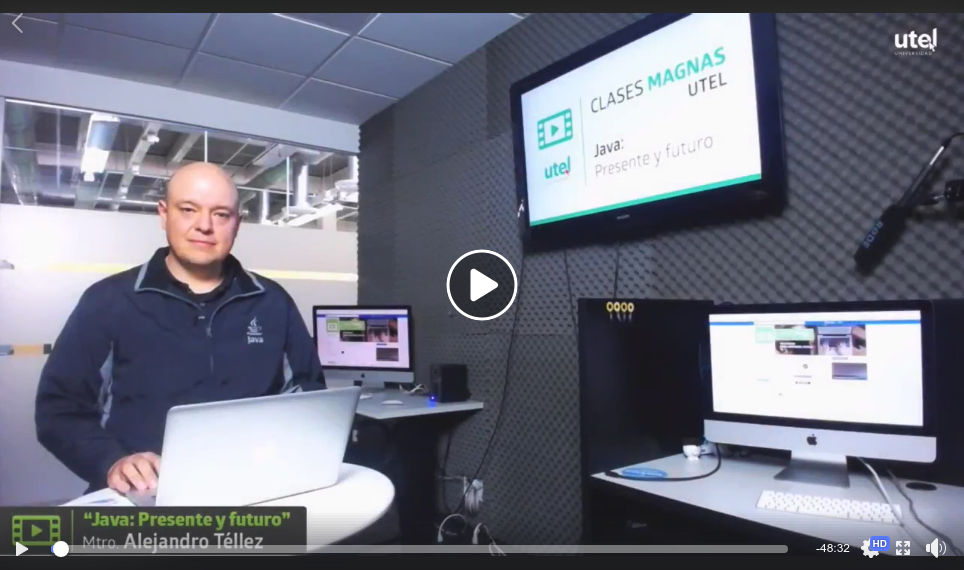 utel
UNIVERSIDAD
CLASES MAGNAS
UTEL
utel
Java:
Presente y futuro
RODE
Java
"Java: Presente y futuro"
Mtro. Alejandro Téllez
-48:32
HD